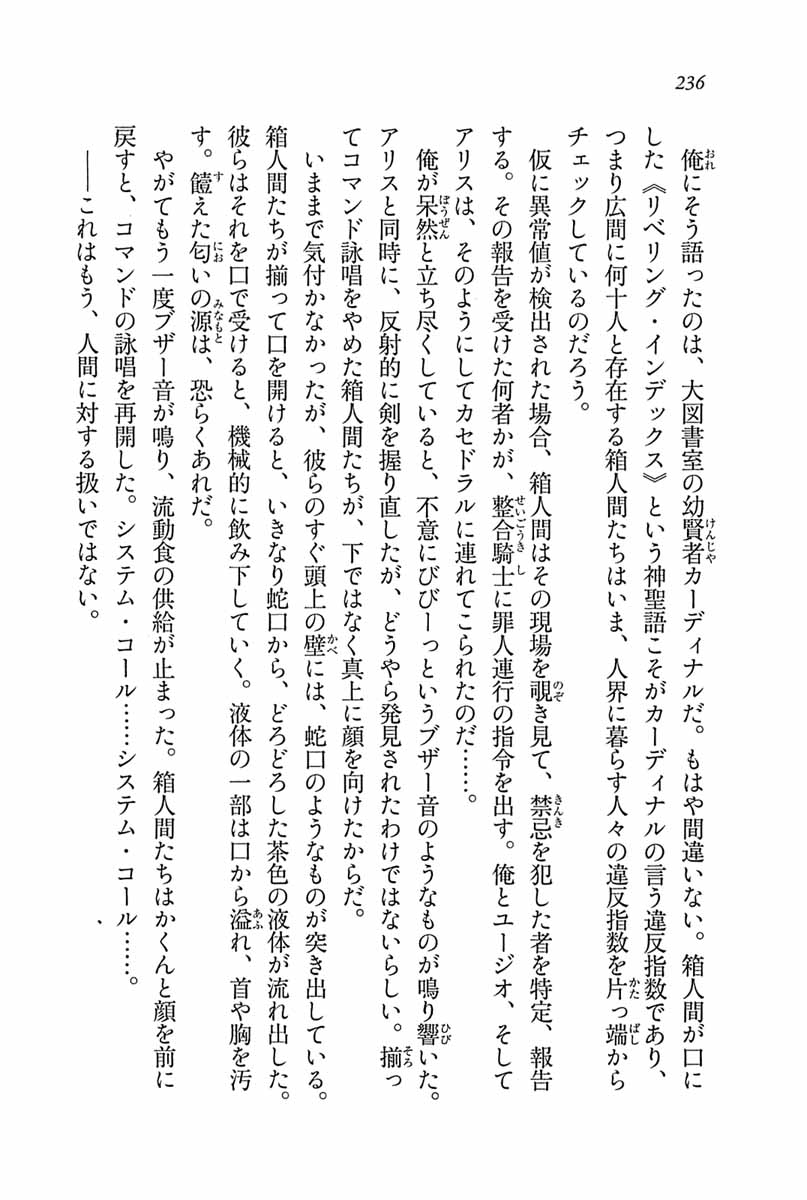 236
俺にそう語ったのは、大図書室の幼賢者カーディナルだ。もはや間違いない。箱人間が口に
した《リベリング・インデックス》という神聖語こそがカーディナルの言う違反指数であり、
つまり広間に何十人と存在する箱人間たちはいま、人界に暮らす人々の違反指数を片っ端から
チェックしているのだろう。
仮に異常値が検出された場合、箱人間はその現場を覗き見て、禁忌を犯した者を特定、報告
する。その報告を受けた何者かが、整合騎士に罪人連行の指令を出す。俺とユージオ、そして
アリスは、そのようにしてカセドラルに連れてこられたのだ……。
俺が呆然と立ち尽くしていると、不意にびびーっというブザー音のようなものが鳴り響いた。
アリスと同時に、反射的に剣を握り直したが、どうやら発見されたわけではないらしい。揃っ
てコマンド詠唱をやめた箱人間たちが、下ではなく真上に顔を向けたからだ。
いままで気付かなかったが、彼らのすぐ頭上の壁には、蛇口のようなものが突き出している。
箱人間たちが揃って口を開けると、いきなり蛇口から、どろどろした茶色の液体が流れ出した。
彼らはそれを口で受けると、機械的に飲み下していく。液体の一部は口から溢れ、首や胸を汚
す。饐えた匂いの源は、恐らくあれだ。
やがてもう一度ブザー音が鳴り、流動食の供給が止まった。箱人間たちはかくんと顔を前に
戻すと、コマンドの詠唱を再開した。システム・コール……システム・コール……。
――これはもう、人間に対する扱いではない。